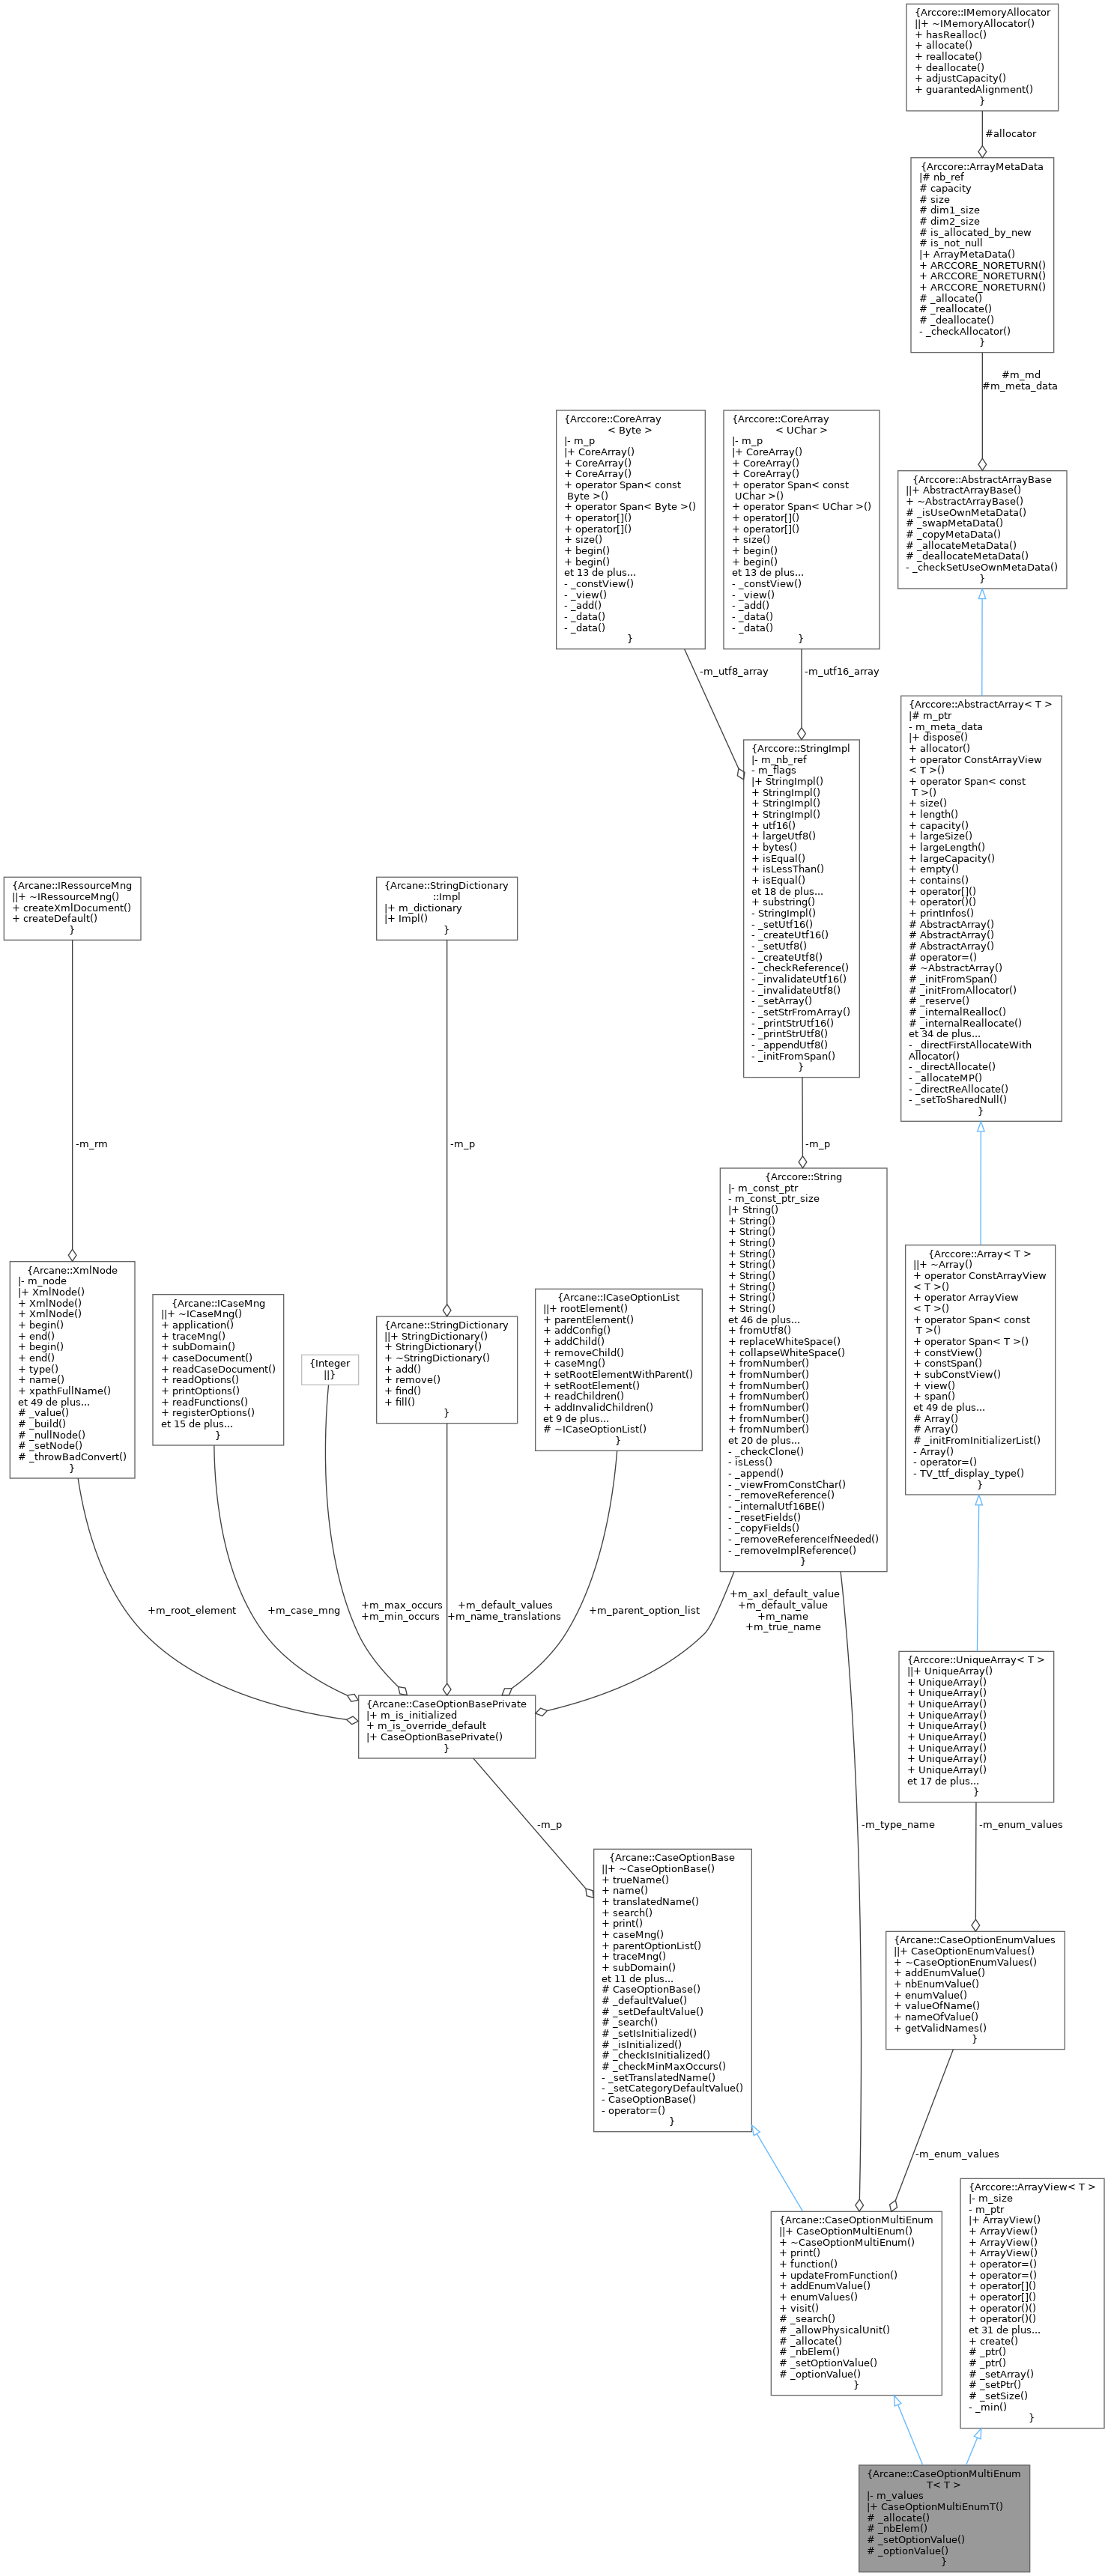 {Arccore::IMemoryAllocator
||+ ~IMemoryAllocator()
+ hasRealloc()
+ allocate()
+ reallocate()
+ deallocate()
+ adjustCapacity()
+ guarantedAlignment()
}
#allocator
{Arccore::ArrayMetaData
|# nb_ref
# capacity
# size
# dim1_size
# dim2_size
# is_allocated_by_new
# is_not_null
|+ ArrayMetaData()
+ ARCCORE_NORETURN()
+ ARCCORE_NORETURN()
+ ARCCORE_NORETURN()
# _allocate()
# _reallocate()
# _deallocate()
- _checkAllocator()
}
#m_md
#m_meta_data
{Arccore::CoreArray
< Byte >
|- m_p
|+ CoreArray()
+ CoreArray()
+ CoreArray()
+ operator Span< const
Byte >()
+ operator Span< Byte >()
+ operator[]()
+ operator[]()
+ size()
+ begin()
+ begin()
et 13 de plus...
- _constView()
- _view()
- _add()
- _data()
- _data()
}
{Arccore::CoreArray
< UChar >
|- m_p
|+ CoreArray()
+ CoreArray()
+ CoreArray()
+ operator Span< const
UChar >()
+ operator Span< UChar >()
+ operator[]()
+ operator[]()
+ size()
+ begin()
+ begin()
et 13 de plus...
- _constView()
- _view()
- _add()
- _data()
- _data()
}
{Arccore::AbstractArrayBase
||+ AbstractArrayBase()
+ ~AbstractArrayBase()
# _isUseOwnMetaData()
# _swapMetaData()
# _copyMetaData()
# _allocateMetaData()
# _deallocateMetaData()
- _checkSetUseOwnMetaData()
}
-m_utf8_array
-m_utf16_array
{Arccore::AbstractArray< T >
|# m_ptr
- m_meta_data
|+ dispose()
+ allocator()
+ operator ConstArrayView
< T >()
+ operator Span< const
T >()
+ size()
+ length()
+ capacity()
+ largeSize()
+ largeLength()
+ largeCapacity()
+ empty()
+ contains()
+ operator[]()
+ operator()()
+ printInfos()
# AbstractArray()
# AbstractArray()
# AbstractArray()
# operator=()
# ~AbstractArray()
# _initFromSpan()
# _initFromAllocator()
# _reserve()
# _internalRealloc()
# _internalReallocate()
et 34 de plus...
- _directFirstAllocateWith
Allocator()
- _directAllocate()
- _allocateMP()
- _directReAllocate()
- _setToSharedNull()
}
{Arccore::StringImpl
|- m_nb_ref
- m_flags
|+ StringImpl()
+ StringImpl()
+ StringImpl()
+ StringImpl()
+ utf16()
+ largeUtf8()
+ bytes()
+ isEqual()
+ isLessThan()
+ isEqual()
et 18 de plus...
+ substring()
- StringImpl()
- _setUtf16()
- _createUtf16()
- _setUtf8()
- _createUtf8()
- _checkReference()
- _invalidateUtf16()
- _invalidateUtf8()
- _setArray()
- _setStrFromArray()
- _printStrUtf16()
- _printStrUtf8()
- _appendUtf8()
- _initFromSpan()
}
{Arcane::IRessourceMng
||+ ~IRessourceMng()
+ createXmlDocument()
+ createDefault()
}
{Arcane::StringDictionary
::Impl
|+ m_dictionary
|+ Impl()
}
-m_rm
-m_p
-m_p
{Arccore::String
|- m_const_ptr
- m_const_ptr_size
|+ String()
+ String()
+ String()
+ String()
+ String()
+ String()
+ String()
+ String()
+ String()
+ String()
et 46 de plus...
+ fromUtf8()
+ replaceWhiteSpace()
+ collapseWhiteSpace()
+ fromNumber()
+ fromNumber()
+ fromNumber()
+ fromNumber()
+ fromNumber()
+ fromNumber()
+ fromNumber()
et 20 de plus...
- _checkClone()
- isLess()
- _append()
- _viewFromConstChar()
- _removeReference()
- _internalUtf16BE()
- _resetFields()
- _copyFields()
- _removeReferenceIfNeeded()
- _removeImplReference()
}
{Arccore::Array< T >
||+ ~Array()
+ operator ConstArrayView
< T >()
+ operator ArrayView
< T >()
+ operator Span< const
T >()
+ operator Span< T >()
+ constView()
+ constSpan()
+ subConstView()
+ view()
+ span()
et 49 de plus...
# Array()
# Array()
# _initFromInitializerList()
- Array()
- operator=()
- TV_ttf_display_type()
}
{Arcane::XmlNode
|- m_node
|+ XmlNode()
+ XmlNode()
+ XmlNode()
+ begin()
+ end()
+ begin()
+ end()
+ type()
+ name()
+ xpathFullName()
et 49 de plus...
# _value()
# _build()
# _nullNode()
# _setNode()
# _throwBadConvert()
}
{Arcane::ICaseMng
||+ ~ICaseMng()
+ application()
+ traceMng()
+ subDomain()
+ caseDocument()
+ readCaseDocument()
+ readOptions()
+ printOptions()
+ readFunctions()
+ registerOptions()
et 15 de plus...
}
{Integer
||}
{Arcane::StringDictionary
||+ StringDictionary()
+ StringDictionary()
+ ~StringDictionary()
+ add()
+ remove()
+ find()
+ fill()
}
{Arcane::ICaseOptionList
||+ rootElement()
+ parentElement()
+ addConfig()
+ addChild()
+ removeChild()
+ caseMng()
+ setRootElementWithParent()
+ setRootElement()
+ readChildren()
+ addInvalidChildren()
et 9 de plus...
# ~ICaseOptionList()
}
+m_root_element
+m_case_mng
+m_max_occurs
+m_min_occurs
+m_default_values
+m_name_translations
+m_parent_option_list
+m_axl_default_value
+m_default_value
+m_name
+m_true_name
{Arccore::UniqueArray< T >
||+ UniqueArray()
+ UniqueArray()
+ UniqueArray()
+ UniqueArray()
+ UniqueArray()
+ UniqueArray()
+ UniqueArray()
+ UniqueArray()
+ UniqueArray()
+ UniqueArray()
et 17 de plus...
}
{Arcane::CaseOptionBasePrivate
|+ m_is_initialized
+ m_is_override_default
|+ CaseOptionBasePrivate()
}
-m_p
-m_type_name
-m_enum_values
{Arcane::CaseOptionBase
||+ ~CaseOptionBase()
+ trueName()
+ name()
+ translatedName()
+ search()
+ print()
+ caseMng()
+ parentOptionList()
+ traceMng()
+ subDomain()
et 11 de plus...
# CaseOptionBase()
# _defaultValue()
# _setDefaultValue()
# _search()
# _setIsInitialized()
# _isInitialized()
# _checkIsInitialized()
# _checkMinMaxOccurs()
- _setTranslatedName()
- _setCategoryDefaultValue()
- CaseOptionBase()
- operator=()
}
{Arcane::CaseOptionEnumValues
||+ CaseOptionEnumValues()
+ ~CaseOptionEnumValues()
+ addEnumValue()
+ nbEnumValue()
+ enumValue()
+ valueOfName()
+ nameOfValue()
+ getValidNames()
}
-m_enum_values
{Arcane::CaseOptionMultiEnum
||+ CaseOptionMultiEnum()
+ ~CaseOptionMultiEnum()
+ print()
+ function()
+ updateFromFunction()
+ addEnumValue()
+ enumValues()
+ visit()
# _search()
# _allowPhysicalUnit()
# _allocate()
# _nbElem()
# _setOptionValue()
# _optionValue()
}
{Arccore::ArrayView< T >
|- m_size
- m_ptr
|+ ArrayView()
+ ArrayView()
+ ArrayView()
+ ArrayView()
+ operator=()
+ operator=()
+ operator[]()
+ operator[]()
+ operator()()
+ operator()()
et 31 de plus...
+ create()
# _ptr()
# _ptr()
# _setArray()
# _setPtr()
# _setSize()
- _min()
}
{Arcane::CaseOptionMultiEnum
T< T >
|- m_values
|+ CaseOptionMultiEnumT()
# _allocate()
# _nbElem()
# _setOptionValue()
# _optionValue()
}